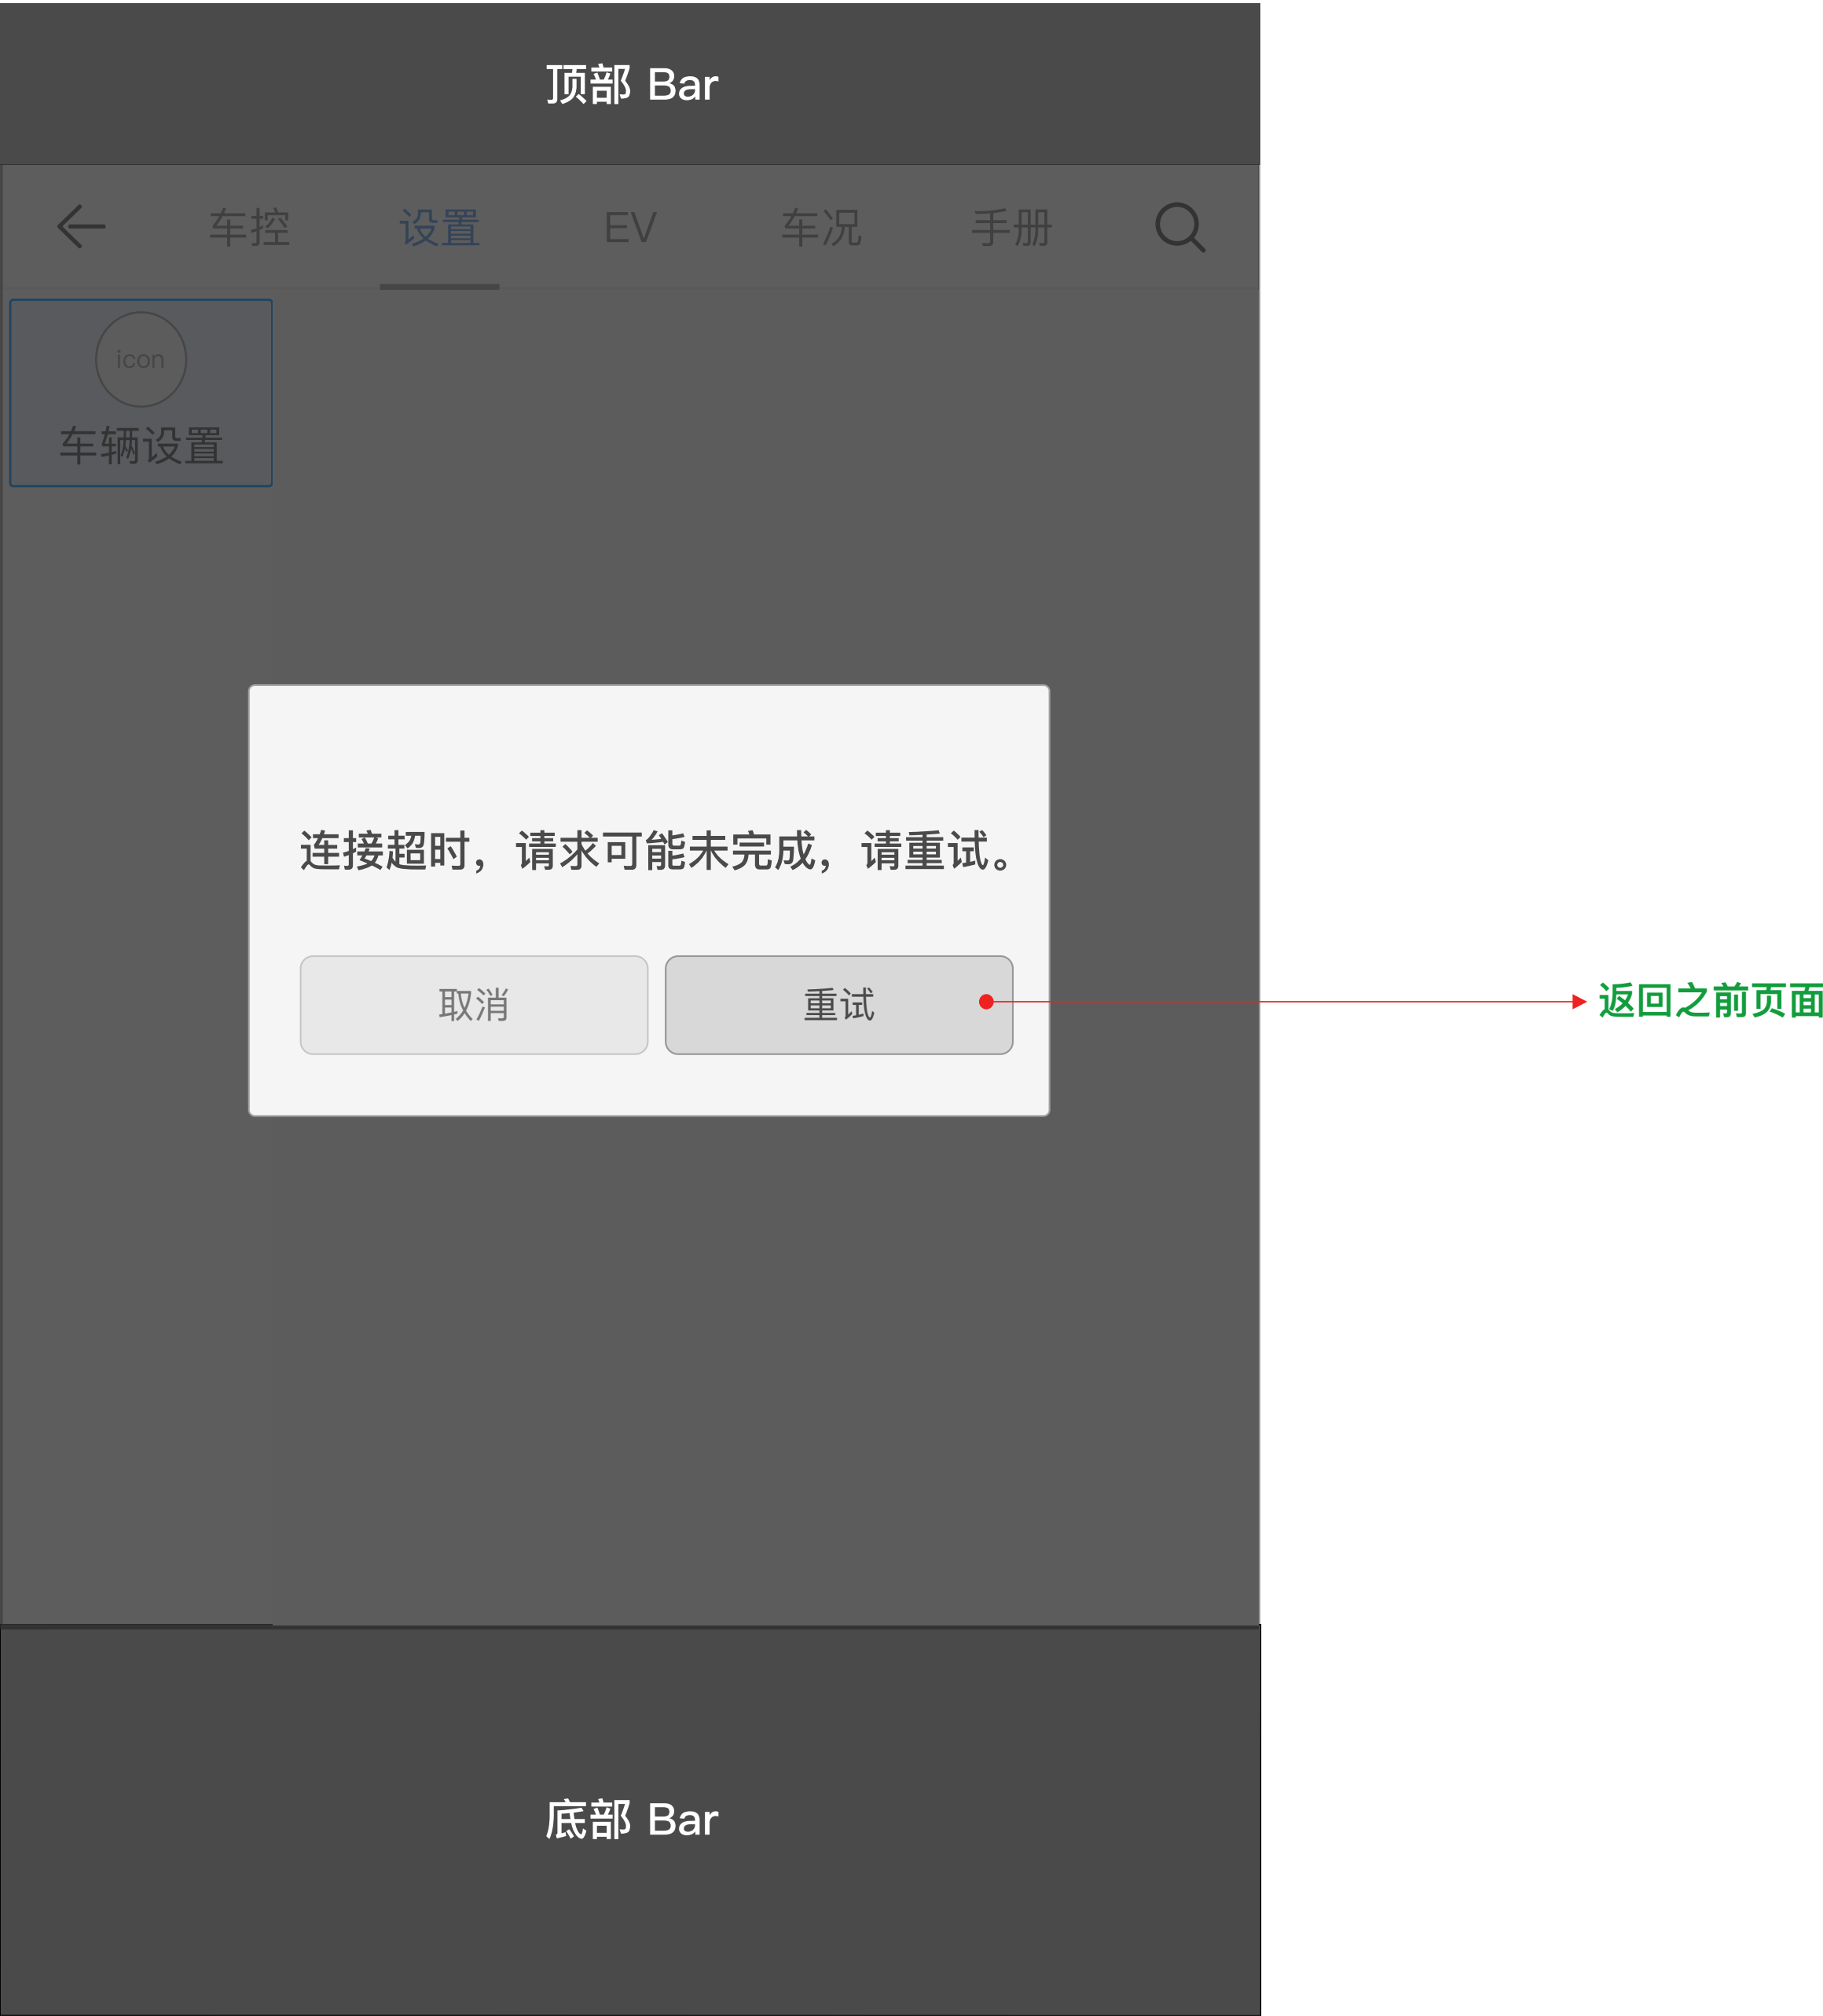 顶部 Bar
车控 设置 EV 车况 手册
icon
车辆设置
连接超时，请求可能未完成，请重试。
取消 重试
返回之前页面
底部 Bar